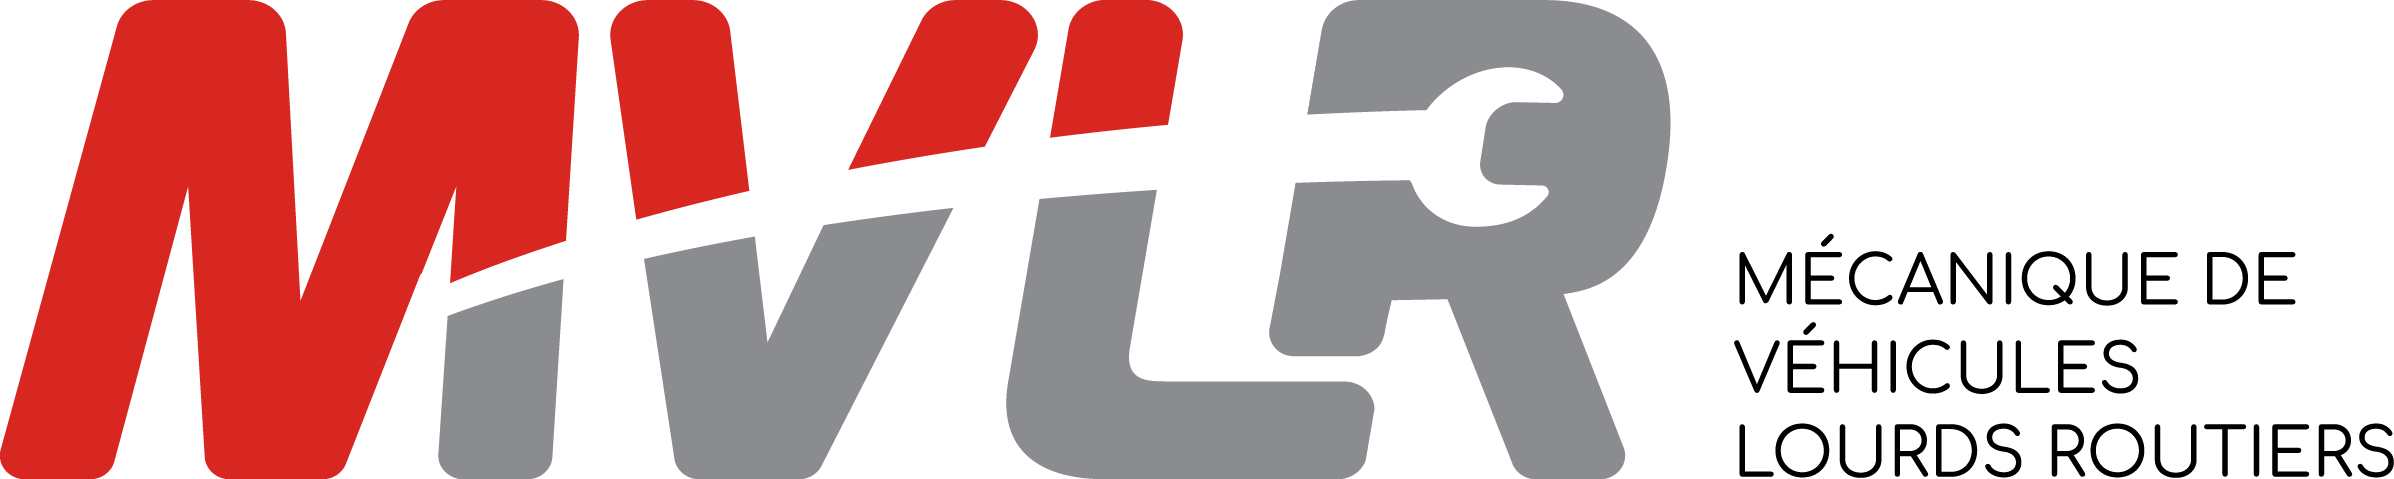 MVLR
MÉCANIQUE DE
VÉHICULES
LOURDS ROUTIERS